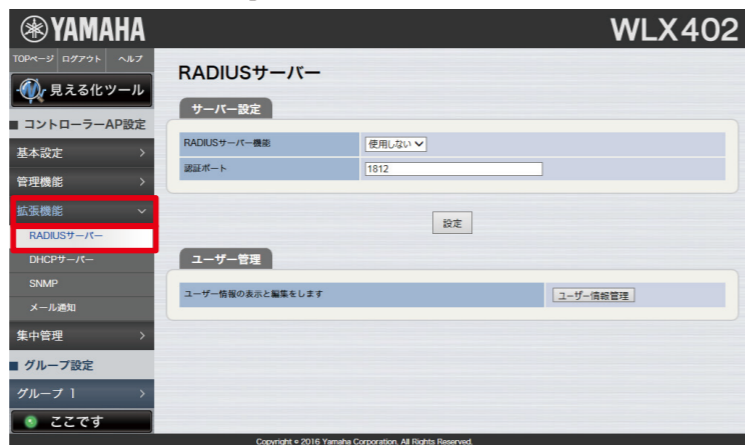 YAMAHA
WLX402
TOPページ ログアウト ヘルプ
見える化ツール
コントローラーAP設定
基本設定
管理機能
拡張機能
RADIUSサーバー
DHCPサーバー
SNMP
メール通知
集中管理
グループ設定
グループ 1
ここです
RADIUSサーバー
サーバー設定
RADIUSサーバー機能 使用しない
認証ポート 1812
設定
ユーザー管理
ユーザー情報の表示と編集をします ユーザー情報管理
Copyright © 2016 Yamaha Corporation. All Rights Reserved.